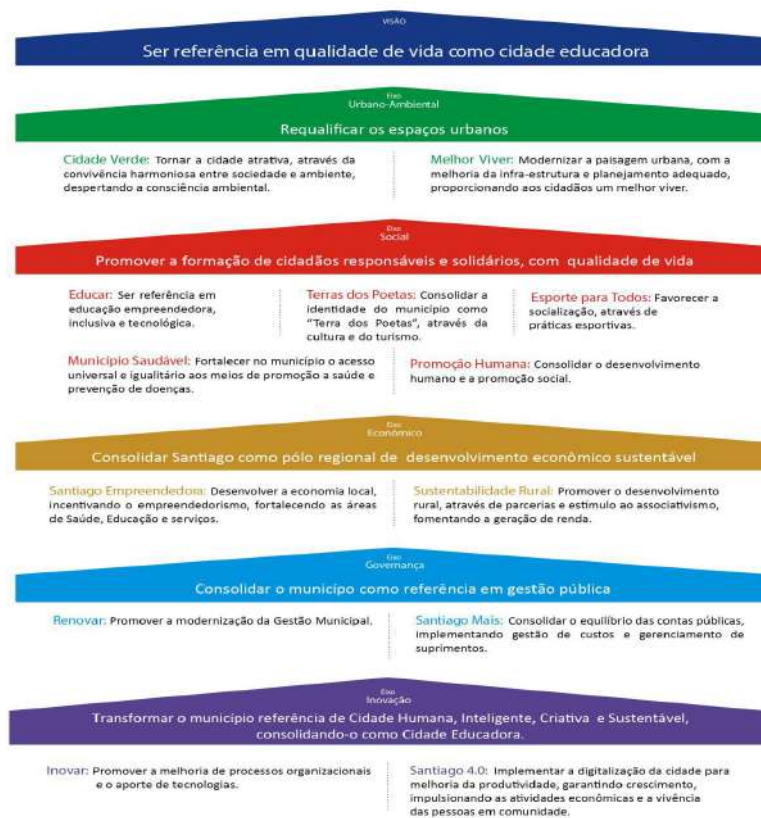 VISÃO
Ser referência em qualidade de vida como cidade educadora
Eixo
Urbano-Ambiental
Requalificar os espaços urbanos
Cidade Verde: Tornar a cidade atrativa, através da
convivência harmoniosa entre sociedade e ambiente,
despertando a consciência ambiental.
Melhor Viver: Modernizar a paisagem urbana, com a
melhoria da infra-estrutura e planejamento adequado,
proporcionando aos cidadãos um melhor viver.
Eixo
Social
Promover a formação de cidadãos responsáveis e solidários, com qualidade de vida
Educar: Ser referência em
educação empreendedora,
inclusiva e tecnológica.
Terras dos Poetas: Consolidar a
identidade do município como
"Terra dos Poetas", através da
cultura e do turismo.
Esporte para Todos: Favorecer a
socialização, através de
práticas esportivas.
Município Saudável: Fortalecer no município o acesso
universal e igualitário aos meios de promoção a saúde e
prevenção de doenças.
Promoção Humana: Consolidar o desenvolvimento
humano e a promoção social.
Eixo
Econômico
Consolidar Santiago como pólo regional de desenvolvimento econômico sustentável
Santiago Empreendedora: Desenvolver a economia local,
incentivando o empreendedorismo, fortalecendo as áreas
de Saúde, Educação e serviços.
Sustentabilidade Rural: Promover o desenvolvimento
rural, através de parcerias e estímulo ao associativismo,
fomentando a geração de renda.
Eixo
Governança
Consolidar o municípo como referência em gestão pública
Renovar: Promover a modernização da Gestão Municipal.
Santiago Mais: Consolidar o equilíbrio das contas públicas,
implementando gestão de custos e gerenciamento de
suprimentos.
Eixo
Inovação
Transformar o município referência de Cidade Humana, Inteligente, Criativa e Sustentável,
consolidando-o como Cidade Educadora.
Inovar: Promover a melhoria de processos organizacionais
e o aporte de tecnologias.
Santiago 4.0: Implementar a digitalização da cidade para
melhoria da produtividade, garantindo crescimento,
impulsionando as atividades econômicas e a vivência
das pessoas em comunidade.